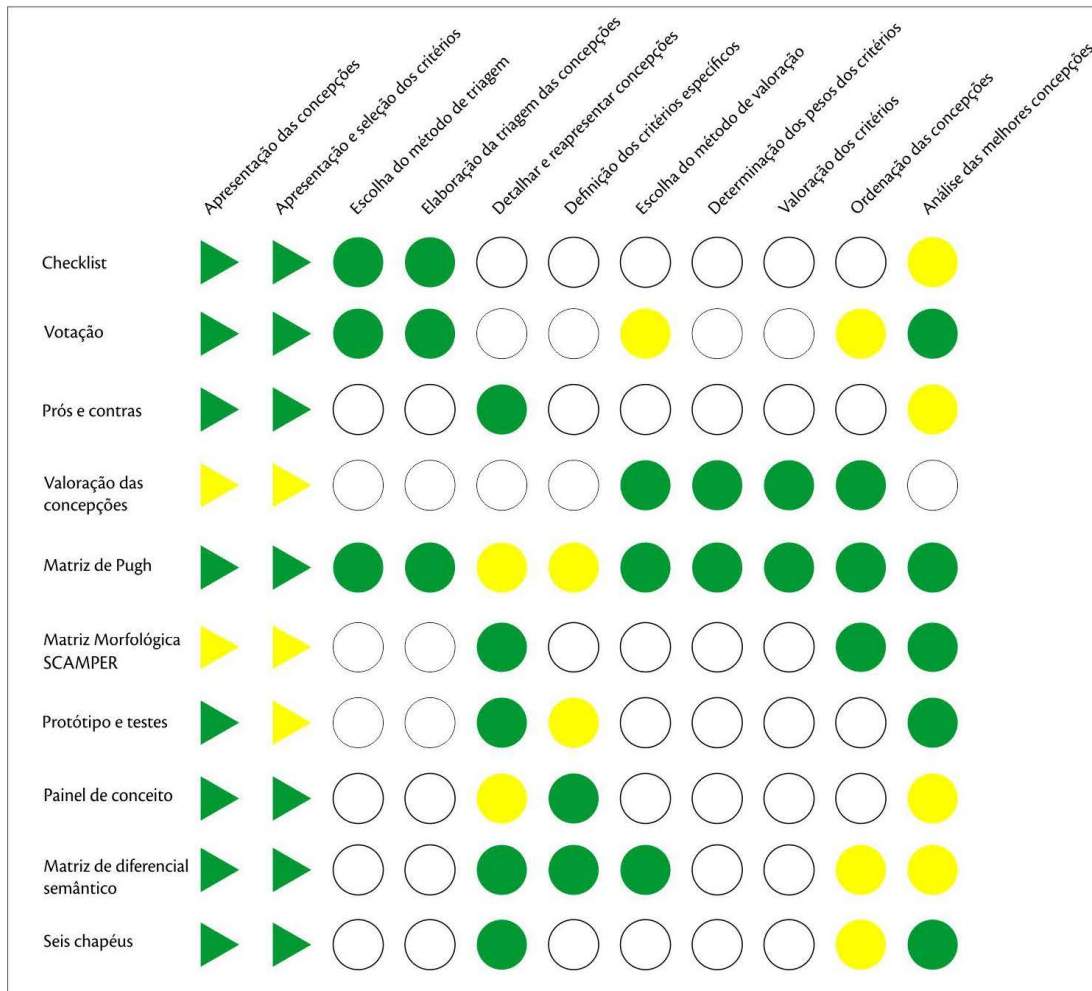 Apresentação das concepções
Apresentação e seleção dos critérios
Escolha do método de triagem
Elaboração da triagem das concepções
Detalhar e reapresentar concepções
Definição dos critérios específicos
Escolha do método de valoração
Determinação dos pesos dos critérios
Valoração dos critérios
Ordenação das concepções
Análise das melhores concepções
Checklist
Votação
Prós e contras
Valoração das
concepções
Matriz de Pugh
Matriz Morfológica
SCAMPER
Protótipo e testes
Painel de conceito
Matriz de diferencial
semântico
Seis chapéus